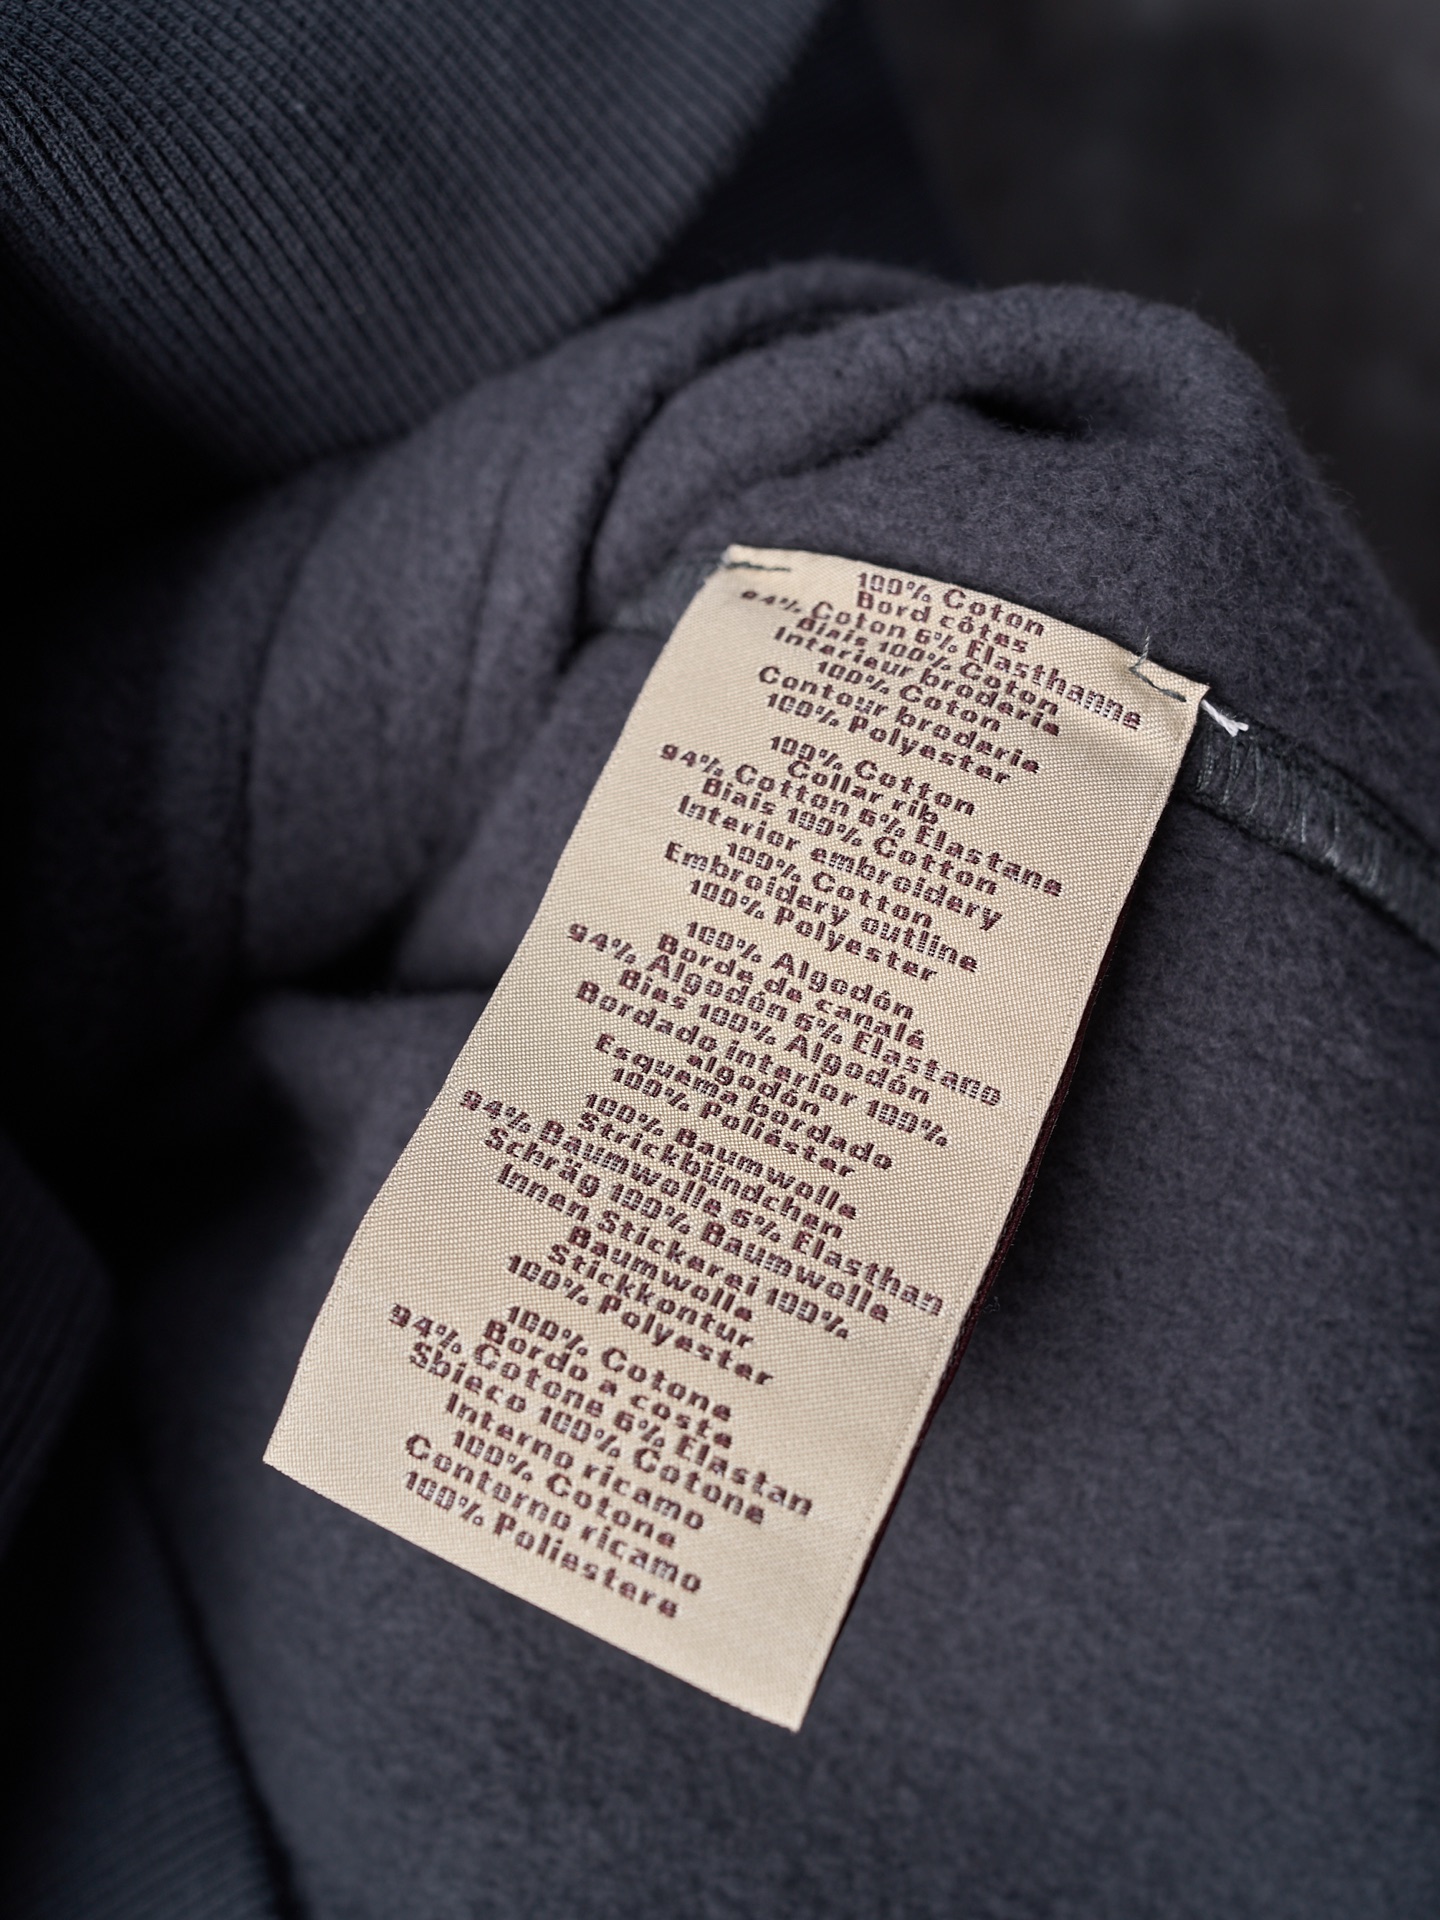 100% Coton
Bord côtes
94% Coton 6% Elasthanne
Biais 100% Coton
Interieur broderie
100% Coton
Contour broderie
100% Polyester
100% Cotton
Collar rib
94% Cotton 6% Elastane
Biais 100% Cotton
Interior embroidery
100% Cotton
Embroidery outline
100% Polyester
100% Algodón
Borde de canalé
94% Algodón 6% Elastano
Bies 100% Algodón
Bordado interior 100%
algodón
Esquema bordado
100% Poliéster
100% Baumwolle
Strickbündchen
94% Baumwolle 6% Elasthan
Schräg 100% Baumwolle
Innen Stickerei 100%
Baumwolle
Stickkontur
100% Polyester
100% Cotone
Bordo a coste
94% Cotone 6% Elastan
Sbieco 100% Cotone
Interno ricamo
100% Cotone
Contorno ricamo
100% Poliestere